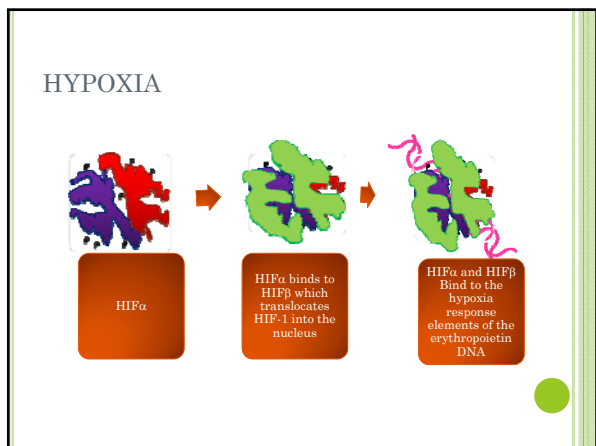 HYPOXIA
HIFα
HIFα binds to
HIFβ which
translocates
HIF-1 into the
nucleus
HIFα and HIFβ
Bind to the
hypoxia
response
elements of the
erythropoietin
DNA